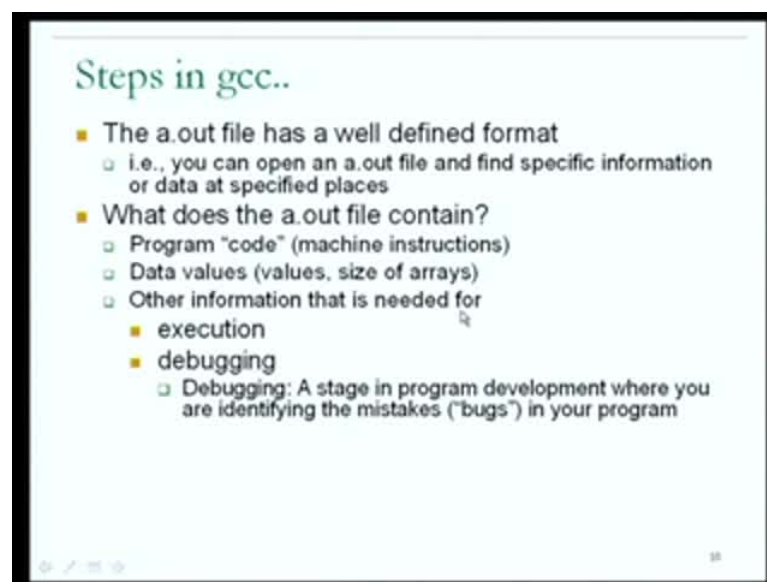 Steps in gcc..
The a.out file has a well defined format
i.e., you can open an a.out file and find specific information
or data at specified places
What does the a.out file contain?
Program "code" (machine instructions)
Data values (values, size of arrays)
Other information that is needed for
execution
debugging
Debugging: A stage in program development where you
are identifying the mistakes ("bugs") in your program